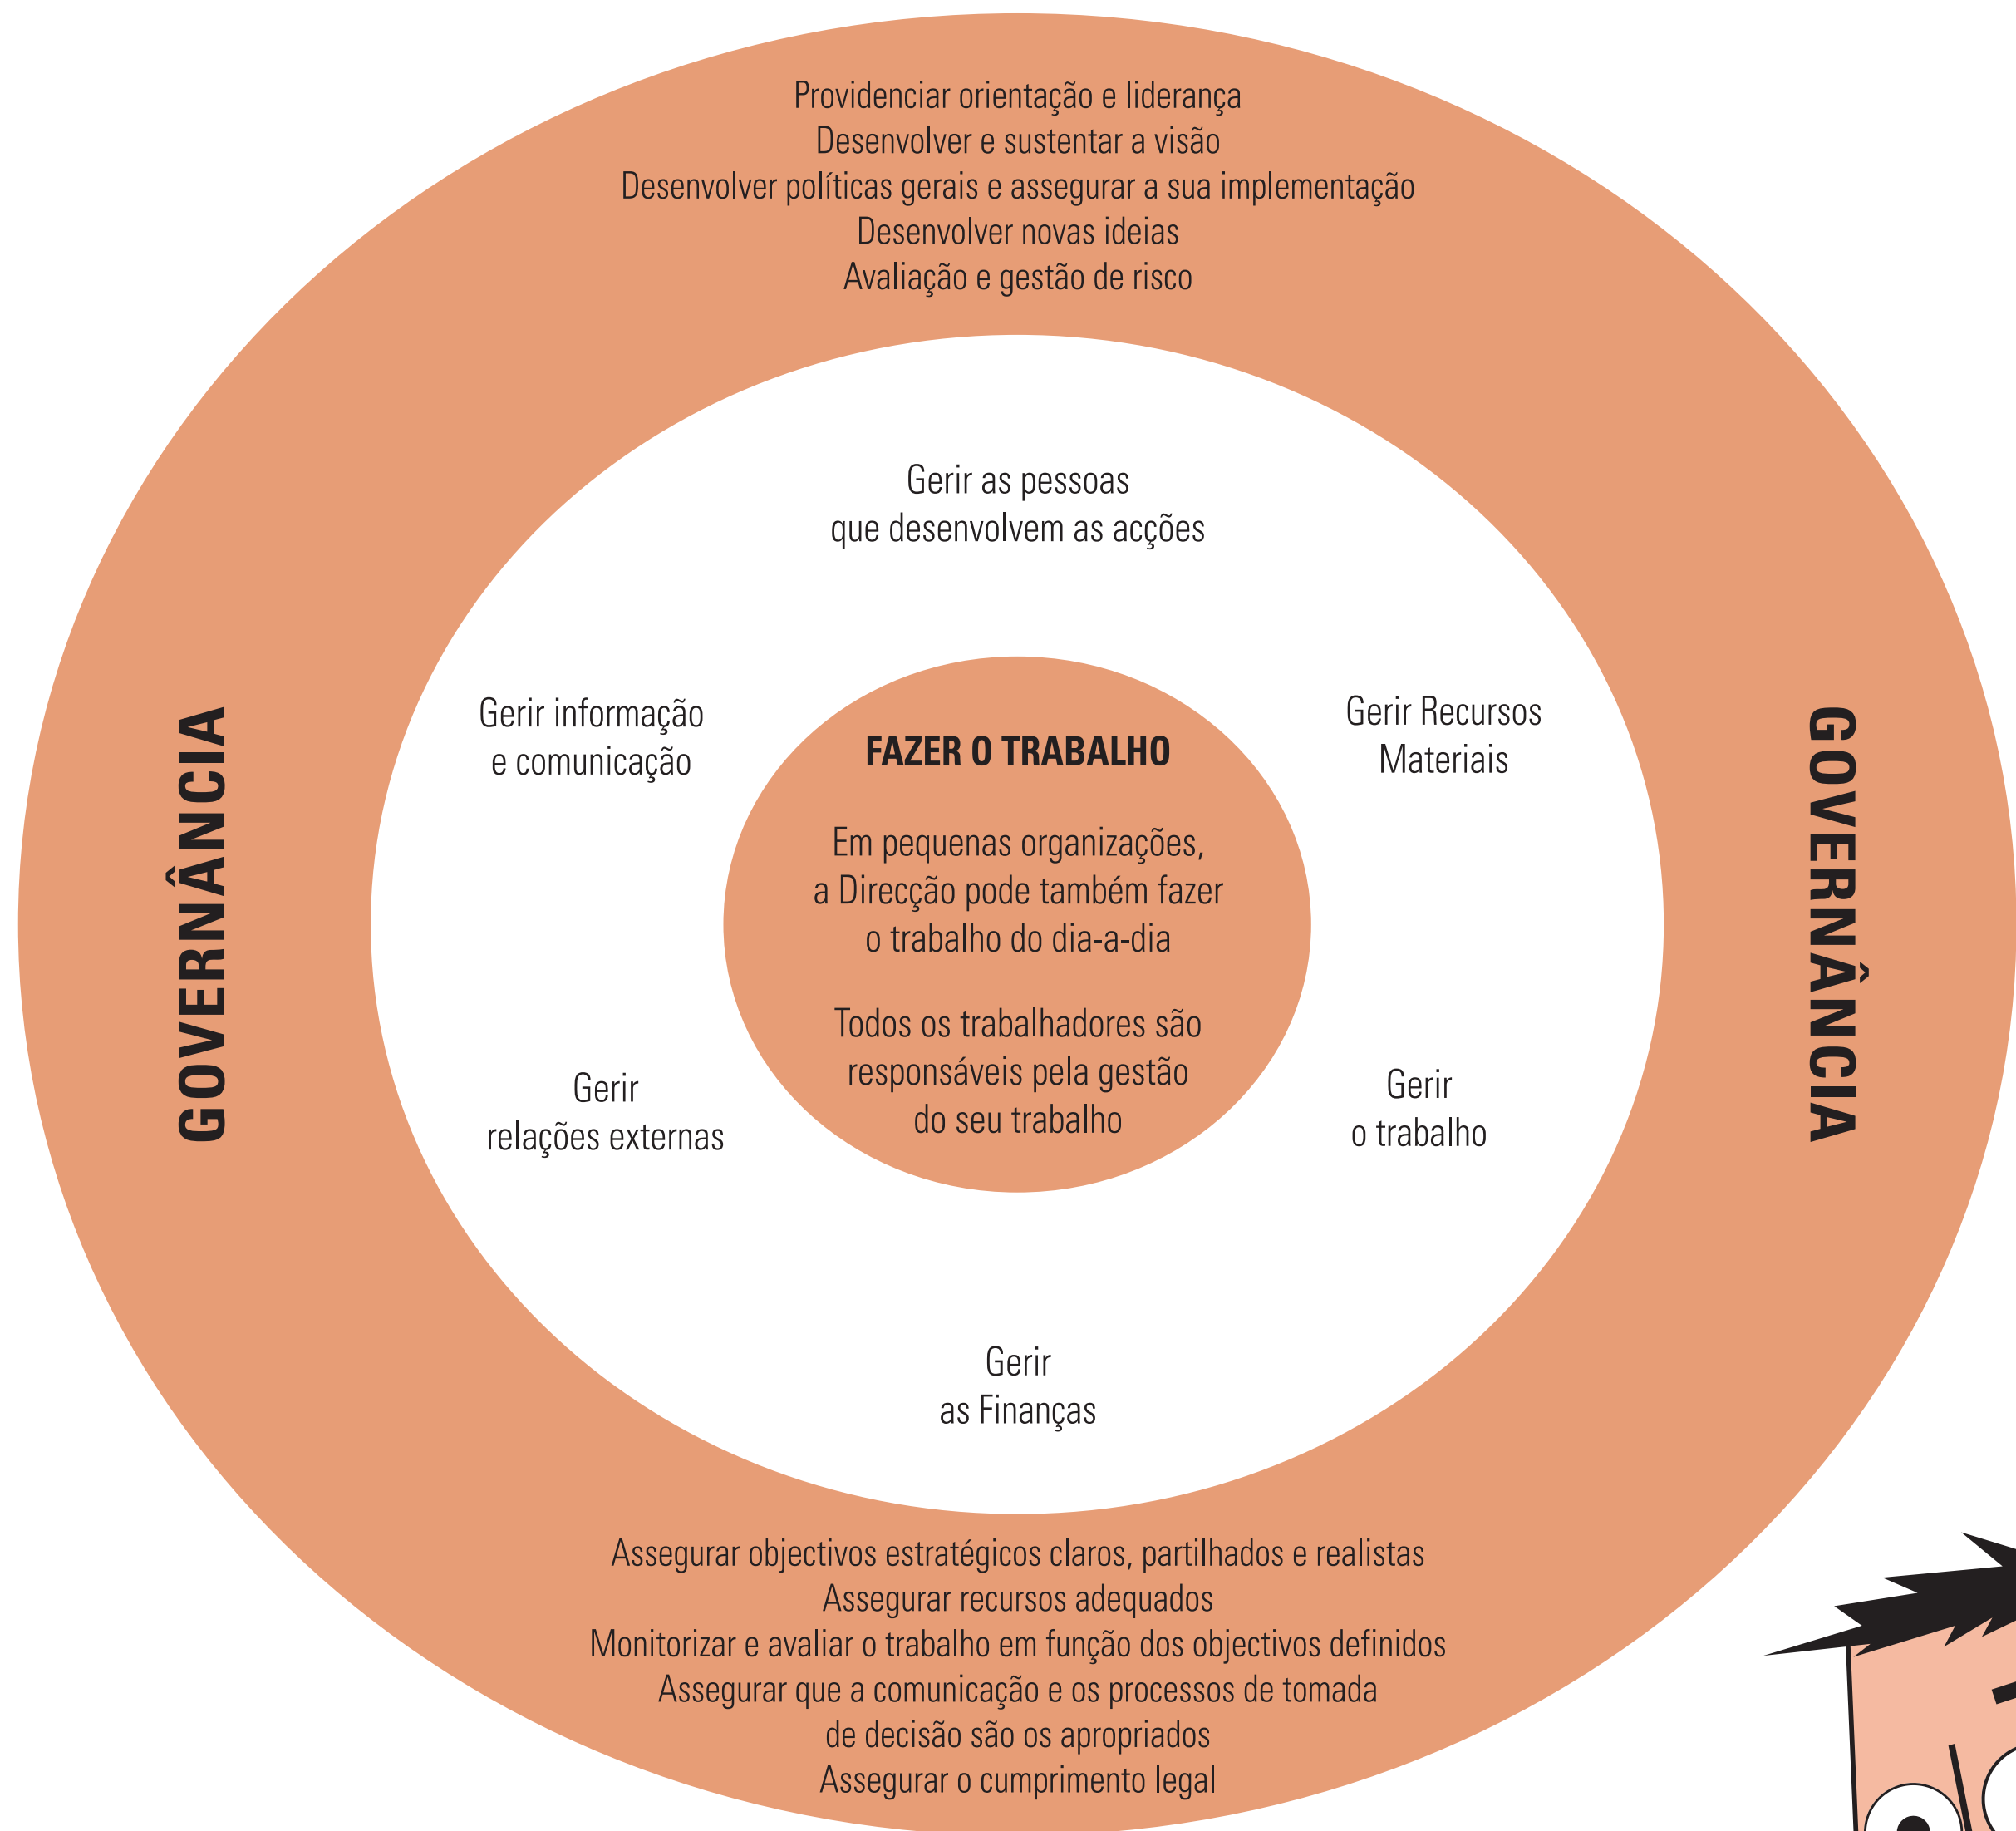 Providenciar orientação e liderança
Desenvolver e sustentar a visão
Desenvolver políticas gerais e assegurar a sua implementação
Desenvolver novas ideias
Avaliação e gestão de risco
GOVERNÂNCIA
Gerir as pessoas
que desenvolvem as acções
Gerir informação
e comunicação
Gerir Recursos
Materiais
FAZER O TRABALHO
Em pequenas organizações,
a Direcção pode também fazer
o trabalho do dia-a-dia
Todos os trabalhadores são
responsáveis pela gestão
do seu trabalho
Gerir
relações externas
Gerir
o trabalho
Gerir
as Finanças
GOVERNÂNCIA
Assegurar objectivos estratégicos claros, partilhados e realistas
Assegurar recursos adequados
Monitorizar e avaliar o trabalho em função dos objectivos definidos
Assegurar que a comunicação e os processos de tomada
de decisão são os apropriados
Assegurar o cumprimento legal